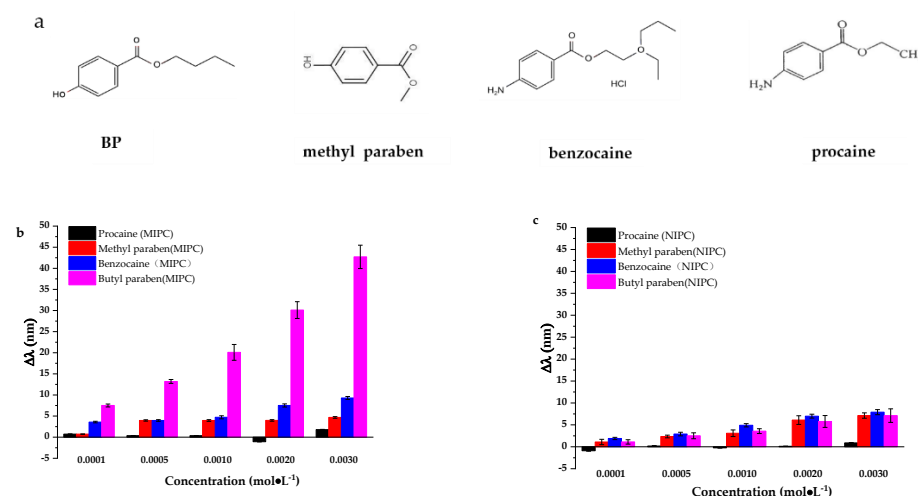 a
O
O
HO
BP
OH
O
O
methyl paraben
O
O
O
H₂N
HCl
benzocaine
O
O
CH
H₂N
procaine
b
Procaine (MIPC)
Methyl paraben(MIPC)
Benzocaine（MIPC）
Butyl paraben(MIPC)
Δλ (nm)
50
45
40
35
30
25
20
15
10
5
0
-5
0.0001 0.0005 0.0010 0.0020 0.0030
Concentration (mol●L⁻¹)
c
Procaine (NIPC)
Methyl paraben(NIPC)
Benzocaine（NIPC）
Butyl paraben(NIPC)
Δλ (nm)
50
45
40
35
30
25
20
15
10
5
0
-5
0.0001 0.0005 0.0010 0.0020 0.0030
Concentration (mol●L⁻¹)